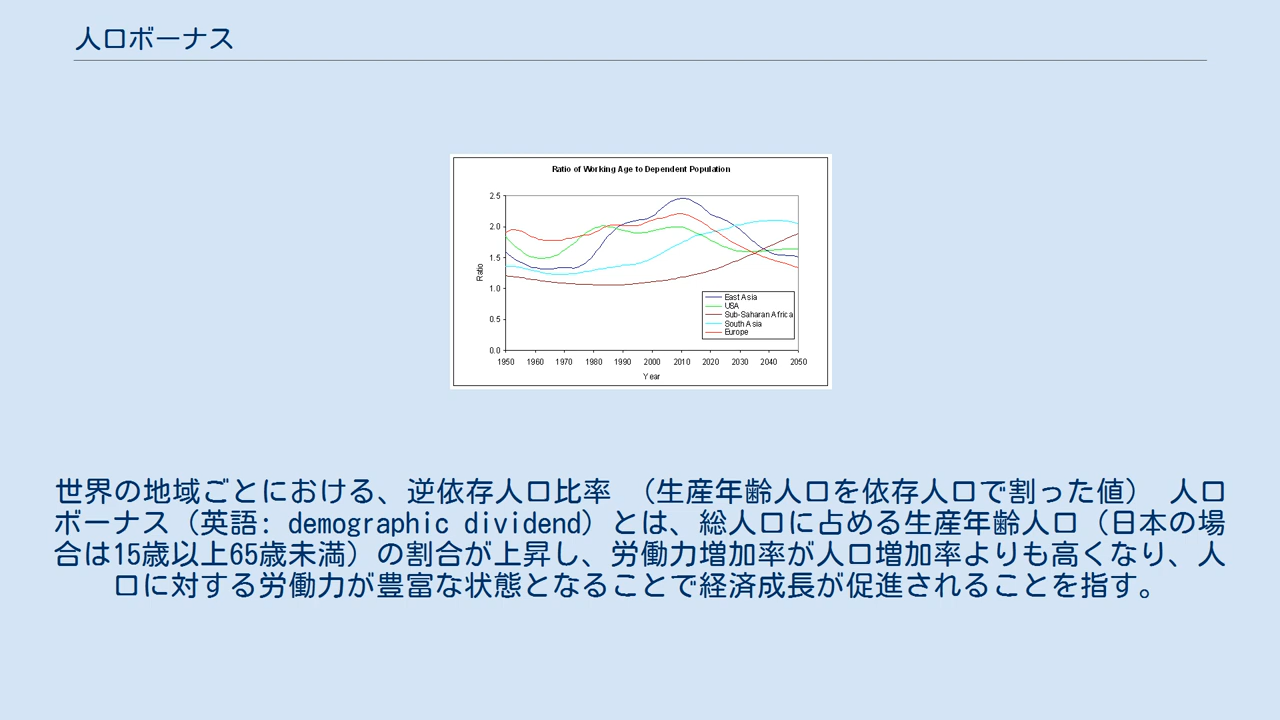 人口ボーナス
Ratio of Working Age to Dependent Population
2.5
2.0
1.5
1.0
0.5
0.0
Ratio
East Asia
USA
Sub-Saharan Africa
South Asia
Europe
1950 1960 1970 1980 1990 2000 2010 2020 2030 2040 2050
Year
世界の地域ごとにおける、逆依存人口比率 （生産年齢人口を依存人口で割った値） 人口
ボーナス（英語: demographic dividend）とは、総人口に占める生産年齢人口（日本の場
合は15歳以上65歳未満）の割合が上昇し、労働力増加率が人口増加率よりも高くなり、人
口に対する労働力が豊富な状態となることで経済成長が促進されることを指す。